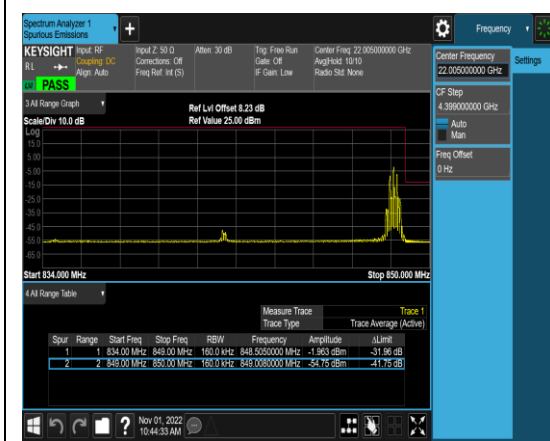 Spectrum Analyzer 1
Spurious Emissions
Frequency
KEYSIGHT
RL
Input: RF
Coupling: DC
Align: Auto
Input Z: 50 Ω
Corrections: Off
Freq Ref: Int (S)
Atten: 30 dB
Trig: Free Run
Gate: Off
IF Gain: Low
Center Freq: 22.005000000 GHz
Avg|Hold: 10/10
Radio Std: None
PASS
3 All Range Graph
Ref Lvl Offset 8.23 dB
Scale/Div 10.0 dB
Ref Value 25.00 dBm
Log
15.0
5.00
-5.00
-15.0
-25.0
-35.0
-45.0
-55.0
-65.0
Start 834.000 MHz
Stop 850.000 MHz
4 All Range Table
Measure Trace Trace 1
Trace Type Trace Average (Active)
Spur Range Start Freq Stop Freq RBW Frequency Amplitude ΔLimit
1 1 834.00 MHz 849.00 MHz 160.0 kHz 848.5050000 MHz -1.963 dBm -31.96 dB
2 2 849.00 MHz 850.00 MHz 160.0 kHz 849.0080000 MHz -54.75 dBm -41.75 dB
Nov 01, 2022
10:44:33 AM
Center Frequency
22.005000000 GHz
Settings
CF Step
4.399000000 GHz
Auto
Man
Freq Offset
0 Hz